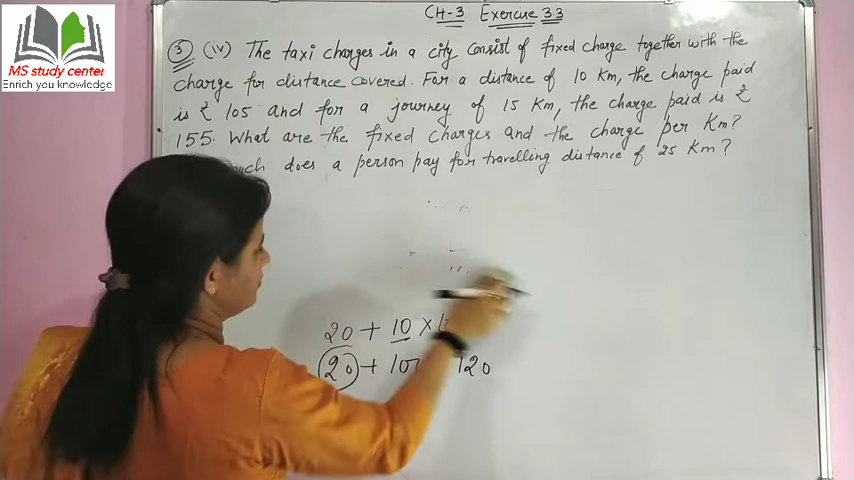 CH-3 Exercise 3.3
MS study center
Enrich you knowledge
③ (iv) The taxi charges in a city consist of fixed charge together with the
charge for distance covered. For a distance of 10 Km, the charge paid
is ₹ 105 and for a journey of 15 Km, the charge paid is ₹
155. What are the fixed charges and the charge per Km?
does a person pay for travelling distance of 25 Km?
20 + 10 ×
20 + 120